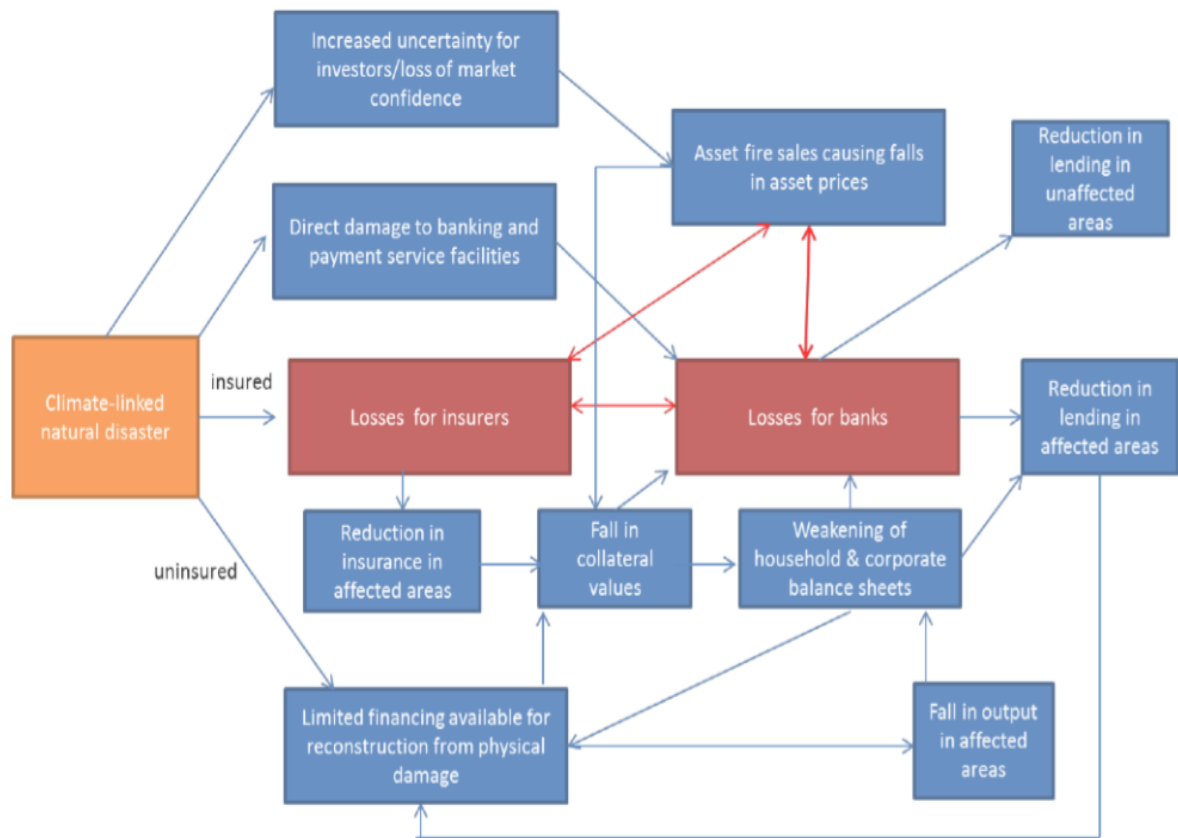 Increased uncertainty for
investors/loss of market
confidence
Asset fire sales causing falls
in asset prices
Reduction in
lending in
unaffected
areas
Direct damage to banking and
payment service facilities
Climate-linked
natural disaster
insured
Losses for insurers
Losses for banks
Reduction in
lending in
affected areas
Reduction in
insurance in
affected areas
Fall in
collateral
values
Weakening of
household & corporate
balance sheets
uninsured
Limited financing available for
reconstruction from physical
damage
Fall in output
in affected
areas